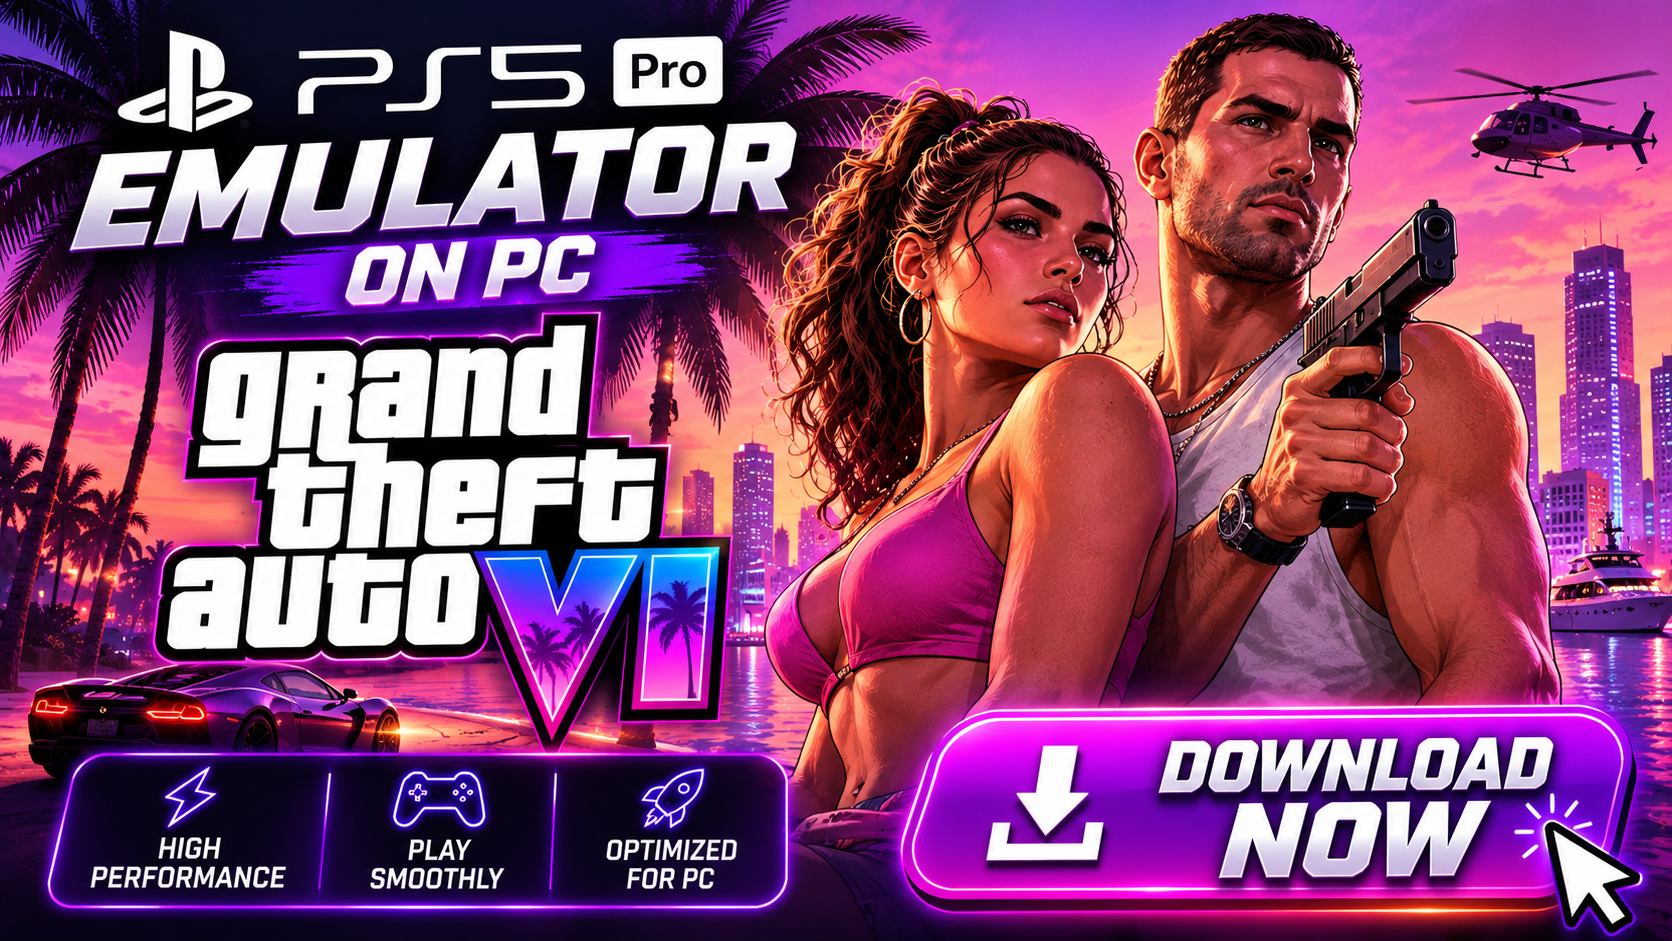 PS5 Pro
EMULATOR
ON PC
grand
theft
auto VI
HIGH
PERFORMANCE
PLAY
SMOOTHLY
OPTIMIZED
FOR PC
DOWNLOAD
NOW